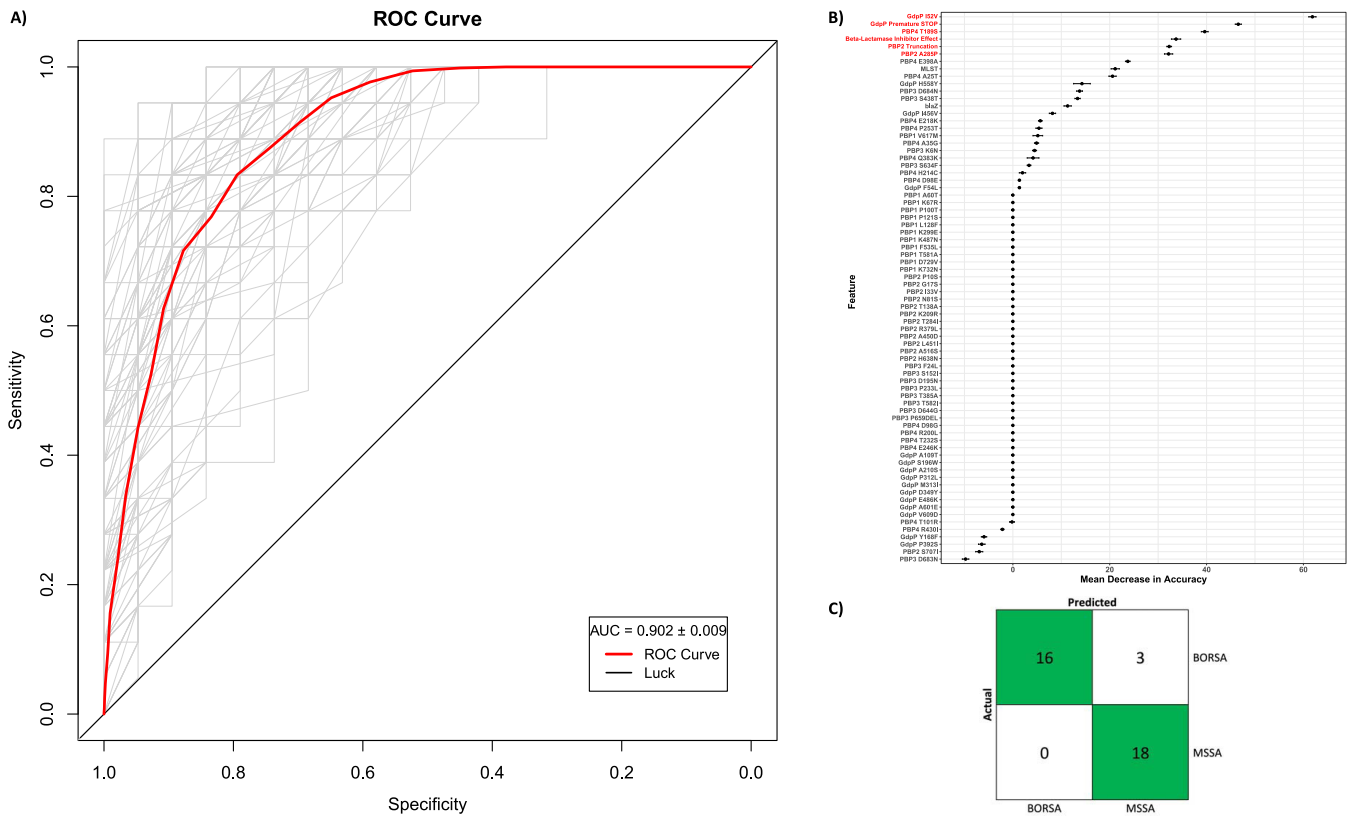 A)
ROC Curve
Sensitivity
1.0
0.8
0.6
0.4
0.2
0.0
1.0
0.8
0.6
0.4
0.2
0.0
Specificity
AUC = 0.902 ± 0.009
ROC Curve
Luck
B)
Feature
GdpP I52V
GdpP Premature STOP
PBP4 T189S
Beta-Lactamase Inhibitor Effect
PBP2 Truncation
PBP2 A285P
PBP4 E398A
MLST
PBP4 A25T
GdpP H558Y
PBP3 D684N
PBP3 S438T
blaZ
GdpP I456V
PBP4 E218K
PBP4 P253T
PBP1 V617M
PBP4 A35G
PBP3 K6N
PBP4 Q383K
PBP3 S634F
PBP4 H214C
PBP4 D98E
GdpP F54L
PBP1 A60T
PBP1 K67R
PBP1 P100T
PBP1 P121S
PBP1 L128F
PBP1 K299E
PBP1 K487N
PBP1 F535L
PBP1 T581A
PBP1 D729V
PBP1 K732N
PBP2 P10S
PBP2 G17S
PBP2 I33V
PBP2 N81S
PBP2 T138A
PBP2 K209R
PBP2 T284I
PBP2 R379L
PBP2 A450D
PBP2 L451I
PBP2 A516S
PBP2 H638N
PBP3 F24L
PBP3 S152I
PBP3 D195N
PBP3 P233L
PBP3 T385A
PBP3 T582I
PBP3 D644G
PBP3 P659DEL
PBP4 D98G
PBP4 R200L
PBP4 T232S
PBP4 E246K
GdpP A109T
GdpP S196W
GdpP A210S
GdpP P312L
GdpP M313I
GdpP D349Y
GdpP E486K
GdpP A601E
GdpP V609D
PBP4 T101R
PBP4 R430I
GdpP Y168F
GdpP P392S
PBP2 S707I
PBP3 D683N
0
20
40
60
Mean Decrease in Accuracy
C)
Predicted
Actual
16
3
BORSA
0
18
MSSA
BORSA
MSSA